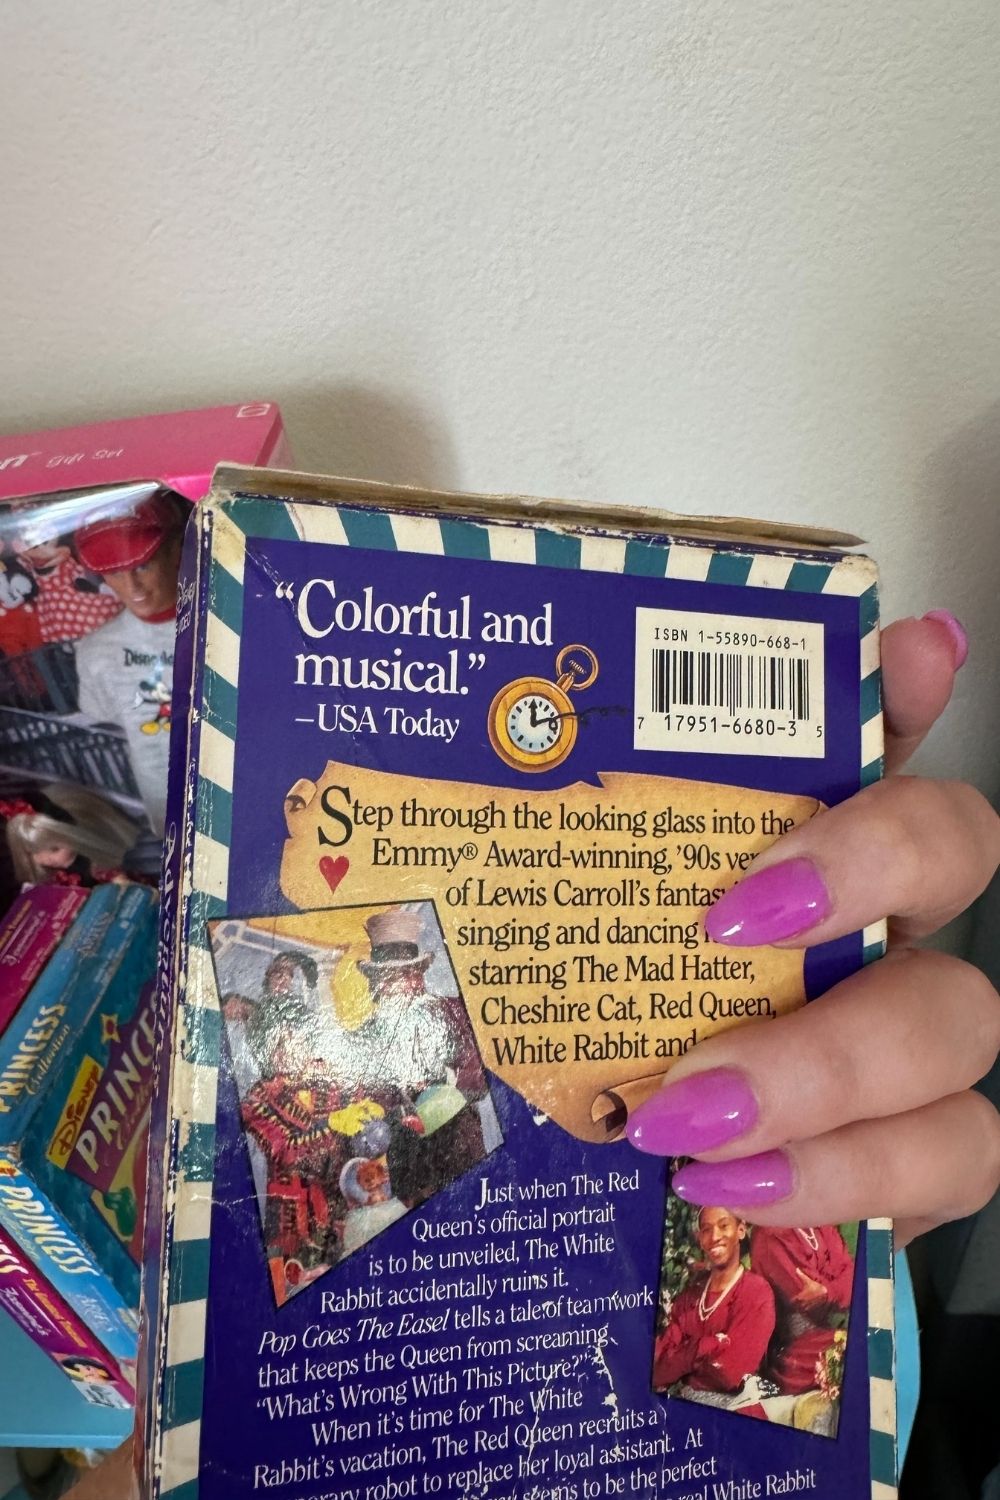 Gift Set
"Colorful and
musical."
–USA Today
ISBN 1-55890-668-1
7 17951-6680-3 5
Step through the looking glass into the
Emmy® Award-winning, '90s
of Lewis Carroll's
singing and dancing
starring The Mad Hatter,
Cheshire Cat, Red Queen,
White Rabbit and
Just when The Red
Queen's official portrait
is to be unveiled, The White
Rabbit accidentally ruins it.
Pop Goes The Easel tells a tale of teamwork
that keeps the Queen from screaming,
"What's Wrong With This Picture?"
When it's time for The White
Rabbit's vacation, The Red Queen recruits a
robot to replace her loyal assistant. At
seems to be the perfect
real White Rabbit
PRINCESS
Collection
DISNEY
PRINCESS
PRINCESS